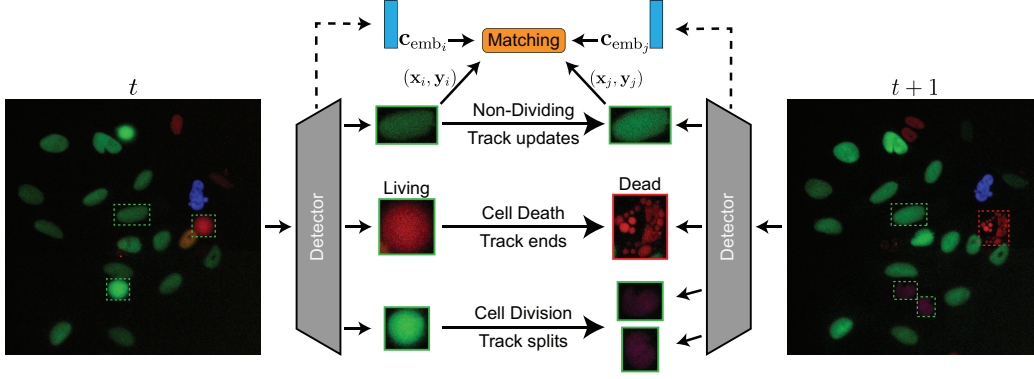 c_emb_i
Matching
c_emb_j
(x_i, y_i)
(x_j, y_j)
t
t + 1
Non-Dividing
Track updates
Living
Dead
Cell Death
Track ends
Detector
Detector
Cell Division
Track splits